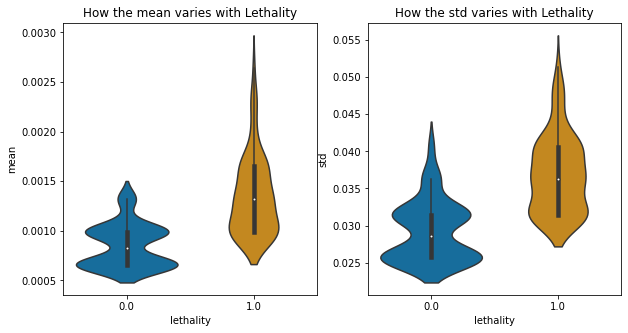 How the mean varies with Lethality
0.0030
0.0025
0.0020
0.0015
0.0010
0.0005
mean
0.0 1.0
lethality
How the std varies with Lethality
0.055
0.050
0.045
0.040
0.035
0.030
0.025
std
0.0 1.0
lethality